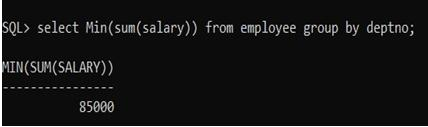 SQL> select Min(sum(salary)) from employee group by deptno;
MIN(SUM(SALARY))
----------------
85000